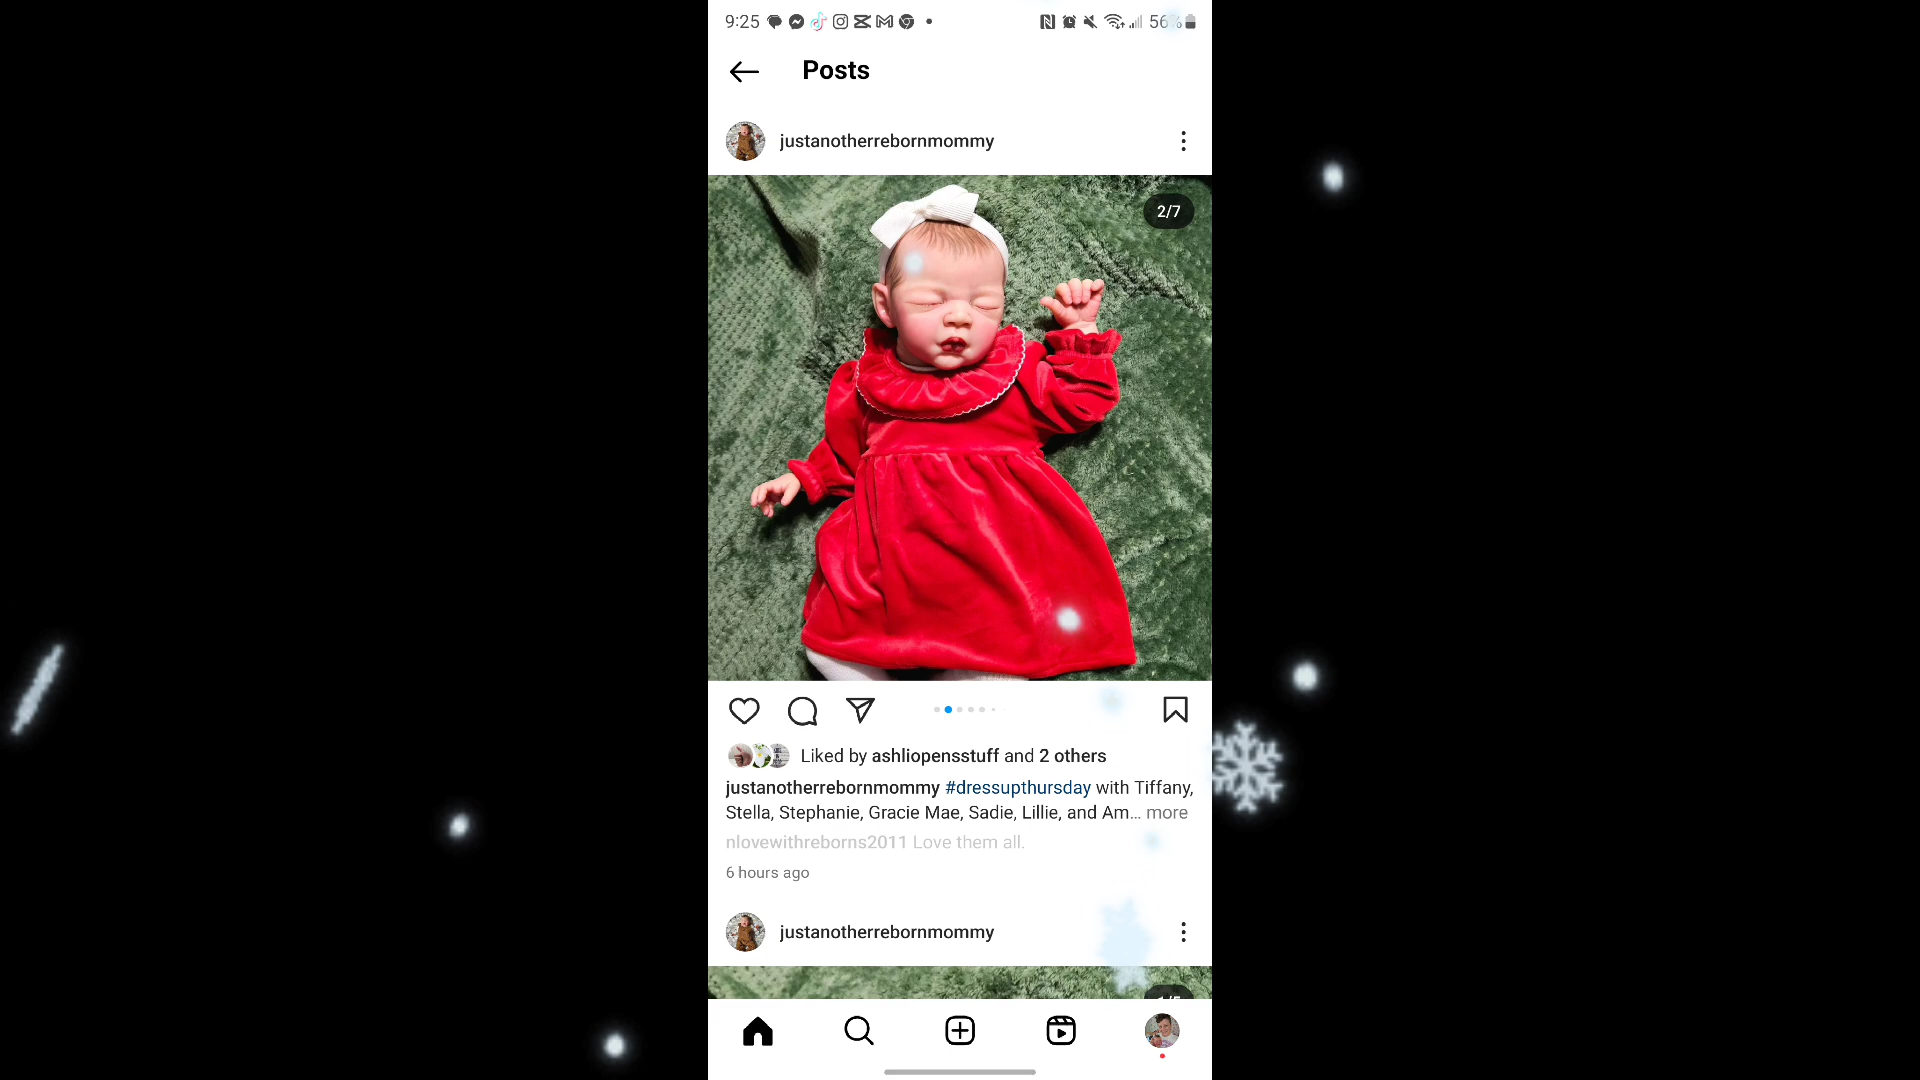 9:25
56%
Posts
justanotherrebornmommy
2/7
Liked by ashliopensstuff and 2 others
justanotherrebornmommy #dressupthursday with Tiffany,
Stella, Stephanie, Gracie Mae, Sadie, Lillie, and Am... more
nlovewithreborns2011 Love them all.
6 hours ago
justanotherrebornmommy